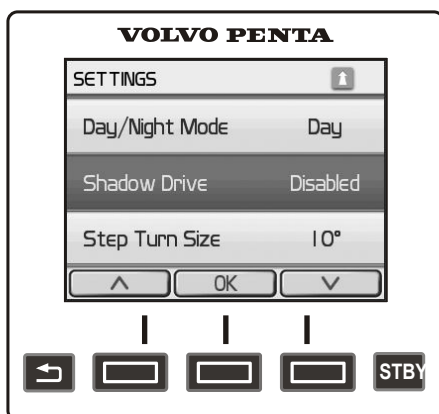 VOLVO PENTA
SETTINGS
Day/Night Mode Day
Shadow Drive Disabled
Step Turn Size 10°
OK
STBY